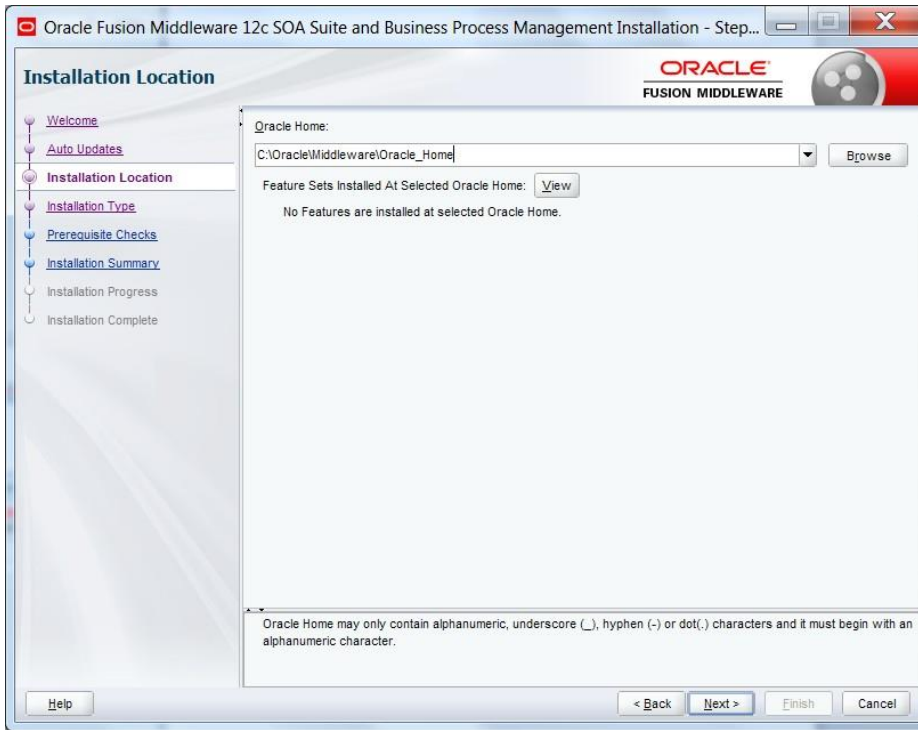 Oracle Fusion Middleware 12c SOA Suite and Business Process Management Installation - Step...
Installation Location
ORACLE
FUSION MIDDLEWARE
Welcome
Auto Updates
Installation Location
Installation Type
Prerequisite Checks
Installation Summary
Installation Progress
Installation Complete
Oracle Home:
C:\Oracle\Middleware\Oracle_Home
Browse
Feature Sets Installed At Selected Oracle Home: View
No Features are installed at selected Oracle Home.
Oracle Home may only contain alphanumeric, underscore (_), hyphen (-) or dot(.) characters and it must begin with an
alphanumeric character.
Help
< Back
Next >
Finish
Cancel